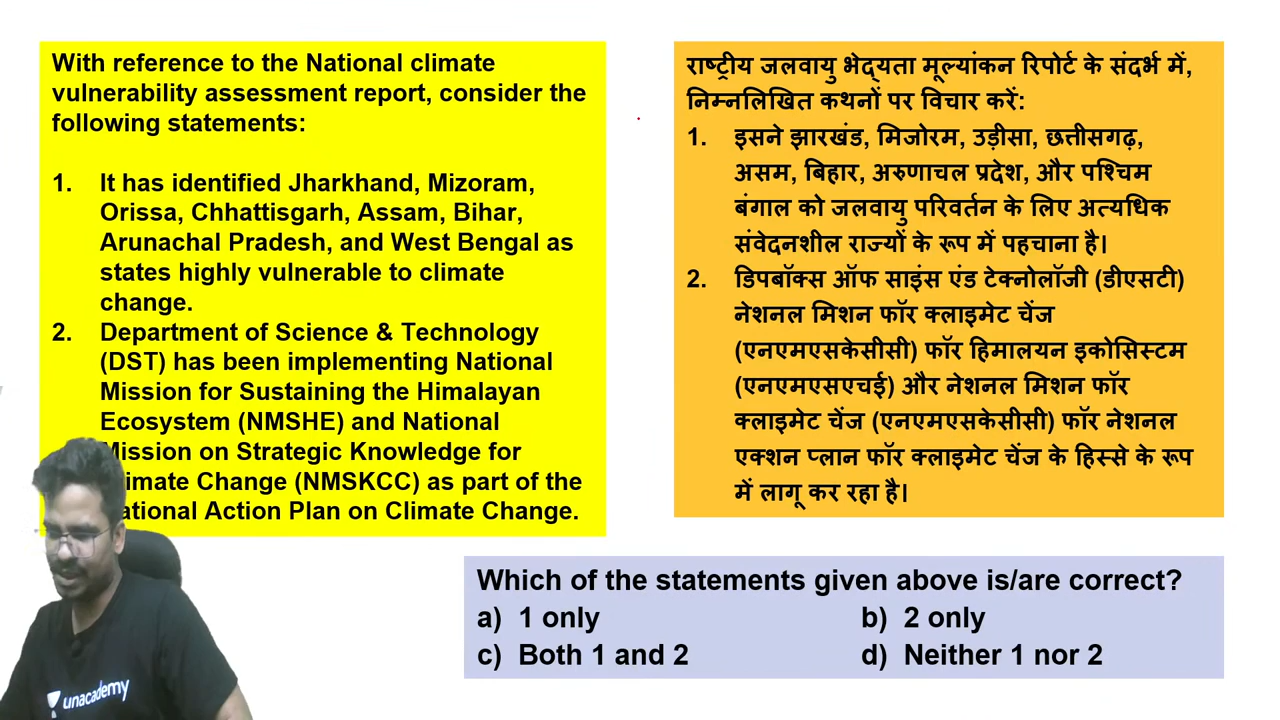 With reference to the National climate
vulnerability assessment report, consider the
following statements:
1. It has identified Jharkhand, Mizoram,
Orissa, Chhattisgarh, Assam, Bihar,
Arunachal Pradesh, and West Bengal as
states highly vulnerable to climate
change.
2. Department of Science & Technology
(DST) has been implementing National
Mission for Sustaining the Himalayan
Ecosystem (NMSHE) and National
Mission on Strategic Knowledge for
Climate Change (NMSKCC) as part of the
National Action Plan on Climate Change.
राष्ट्रीय जलवायु भेद्यता मूल्यांकन रिपोर्ट के संदर्भ में,
निम्नलिखित कथनों पर विचार करें:
1. इसने झारखंड, मिजोरम, उड़ीसा, छत्तीसगढ़,
असम, बिहार, अरुणाचल प्रदेश, और पश्चिम
बंगाल को जलवायु परिवर्तन के लिए अत्यधिक
संवेदनशील राज्यों के रूप में पहचाना है।
2. डिपबॉक्स ऑफ साइंस एंड टेक्नोलॉजी (डीएसटी)
नेशनल मिशन फॉर क्लाइमेट चेंज
(एनएमएसकेसीसी) फॉर हिमालयन इकोसिस्टम
(एनएमएसएचई) और नेशनल मिशन फॉर
क्लाइमेट चेंज (एनएमएसकेसीसी) फॉर नेशनल
एक्शन प्लान फॉर क्लाइमेट चेंज के हिस्से के रूप
में लागू कर रहा है।
Which of the statements given above is/are correct?
a) 1 only b) 2 only
c) Both 1 and 2 d) Neither 1 nor 2
unacademy